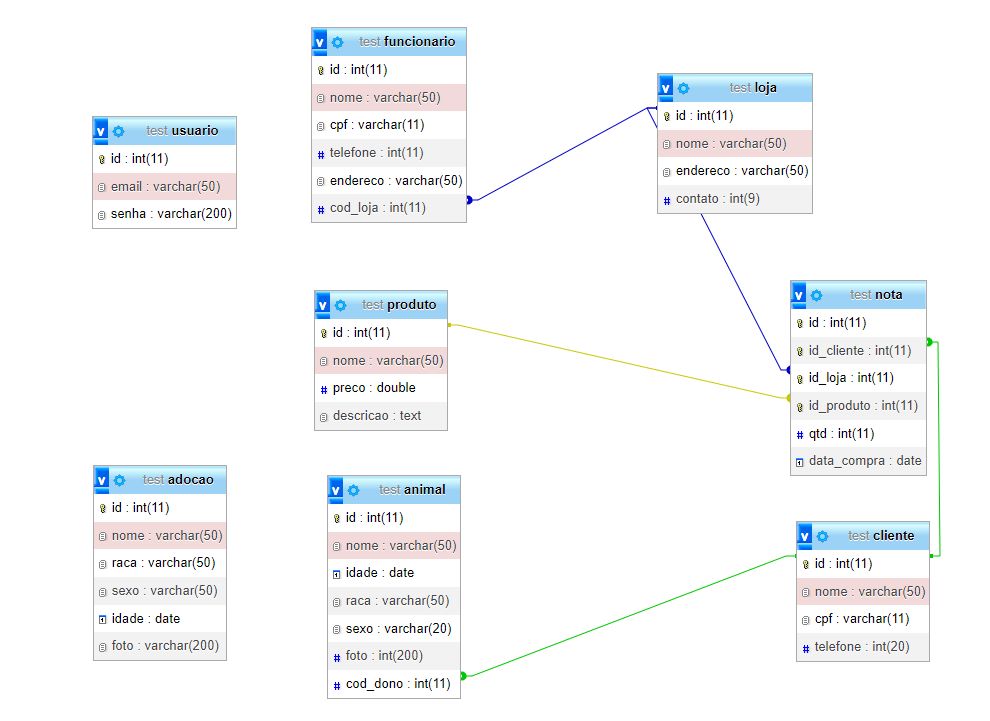 test usuario
id : int(11)
email : varchar(50)
senha : varchar(200)
test funcionario
id : int(11)
nome : varchar(50)
cpf : varchar(11)
telefone : int(11)
endereco : varchar(50)
cod_loja : int(11)
test loja
id : int(11)
nome : varchar(50)
endereco : varchar(50)
contato : int(9)
test produto
id : int(11)
nome : varchar(50)
preco : double
descricao : text
test nota
id : int(11)
id_cliente : int(11)
id_loja : int(11)
id_produto : int(11)
qtd : int(11)
data_compra : date
test adocao
id : int(11)
nome : varchar(50)
raca : varchar(50)
sexo : varchar(50)
idade : date
foto : varchar(200)
test animal
id : int(11)
nome : varchar(50)
idade : date
raca : varchar(50)
sexo : varchar(20)
foto : int(200)
cod_dono : int(11)
test cliente
id : int(11)
nome : varchar(50)
cpf : varchar(11)
telefone : int(20)